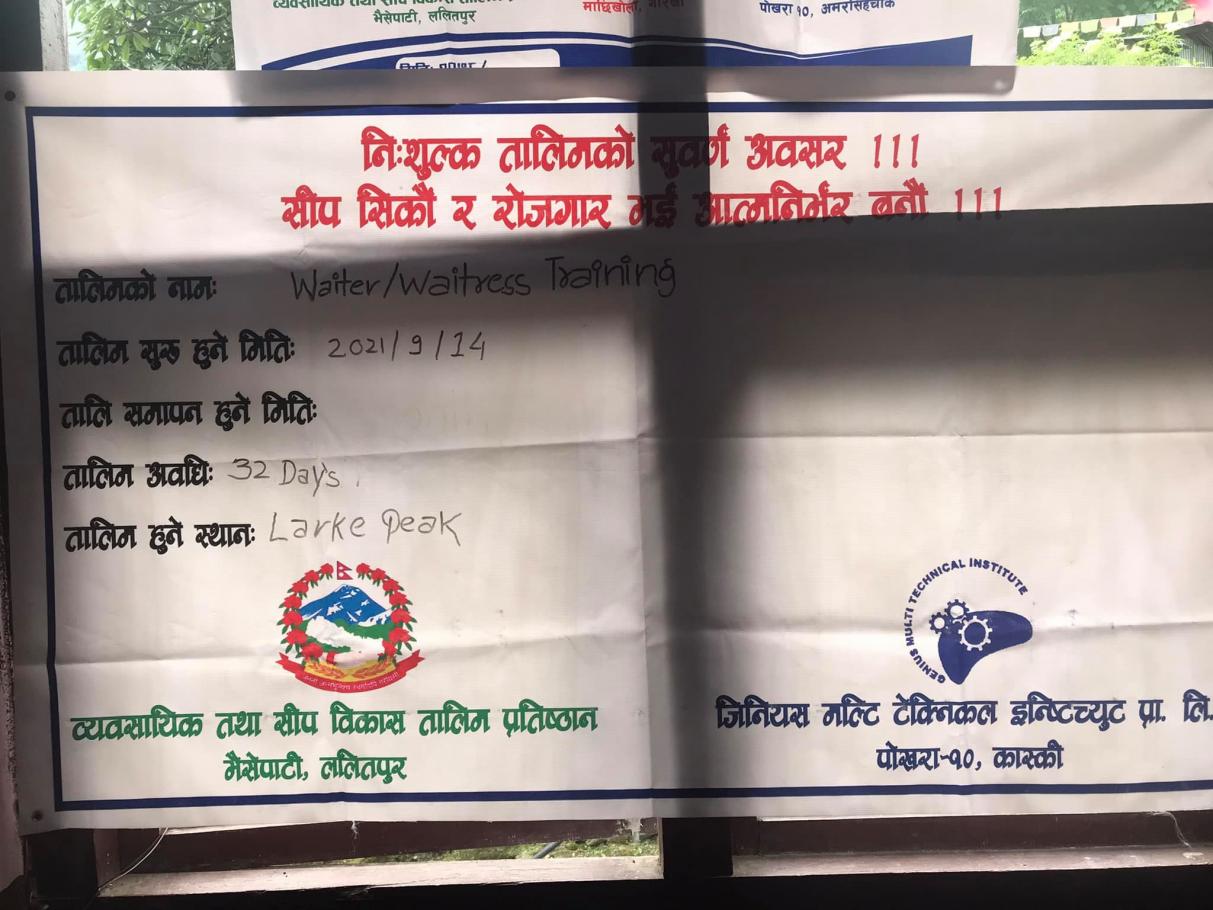 व्यवसायिक तथा सीप विकास
भैसेपाटी, ललितपुर
माछिखोला, गोरखा
पोखरा १०, अमरसिंहचोक
निःशुल्क तालिमको सुवर्ण अवसर !!!
सीप सिकौ र रोजगार भई आत्मनिर्भर बनौ !!!
तालिमको नामः Waiter/Waitress Training
तालिम सुरु हुने मितिः 2021/9/14
तालि समापन हुने मितिः
तालिम अवधिः 32 Days.
तालिम हुने स्थानः Larke Peak
GENIUS MULTI TECHNICAL INSTITUTE
व्यवसायिक तथा सीप विकास तालिम प्रतिष्ठान
भैसेपाटी, ललितपुर
जिनियस मल्टि टेक्निकल इन्ष्टिच्युट प्रा. लि.
पोखरा-१०, कास्की